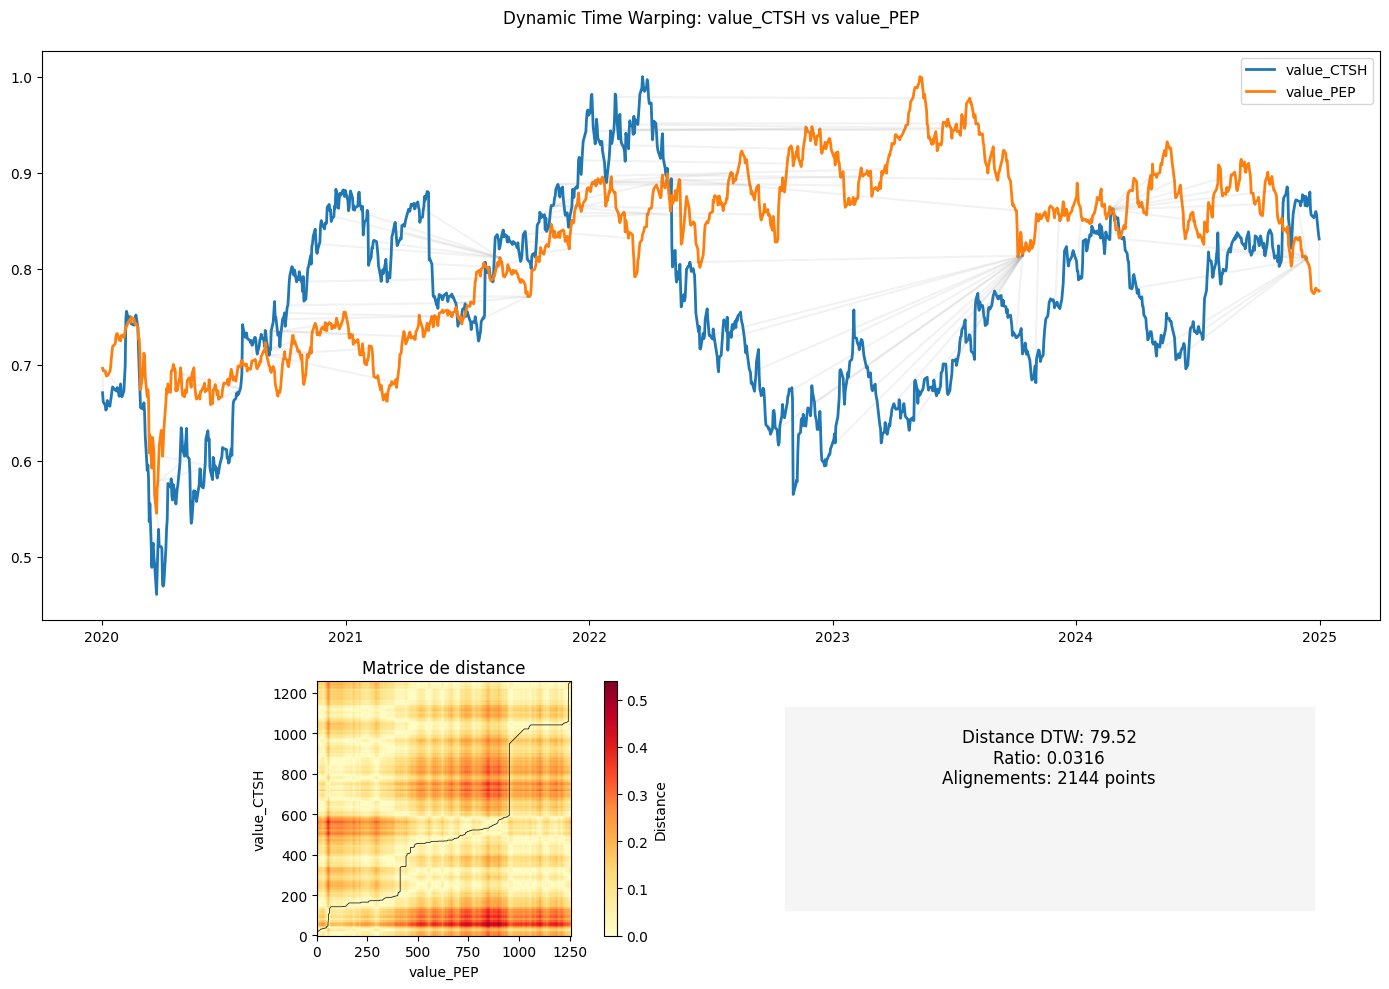 Dynamic Time Warping: value_CTSH vs value_PEP
value_CTSH
value_PEP
1.0
0.9
0.8
0.7
0.6
0.5
2020 2021 2022 2023 2024 2025
Matrice de distance
1200
1000
800
600
400
200
0
value_CTSH
0 250 500 750 1000 1250
value_PEP
0.5
0.4
0.3
0.2
0.1
0.0
Distance
Distance DTW: 79.52
Ratio: 0.0316
Alignements: 2144 points